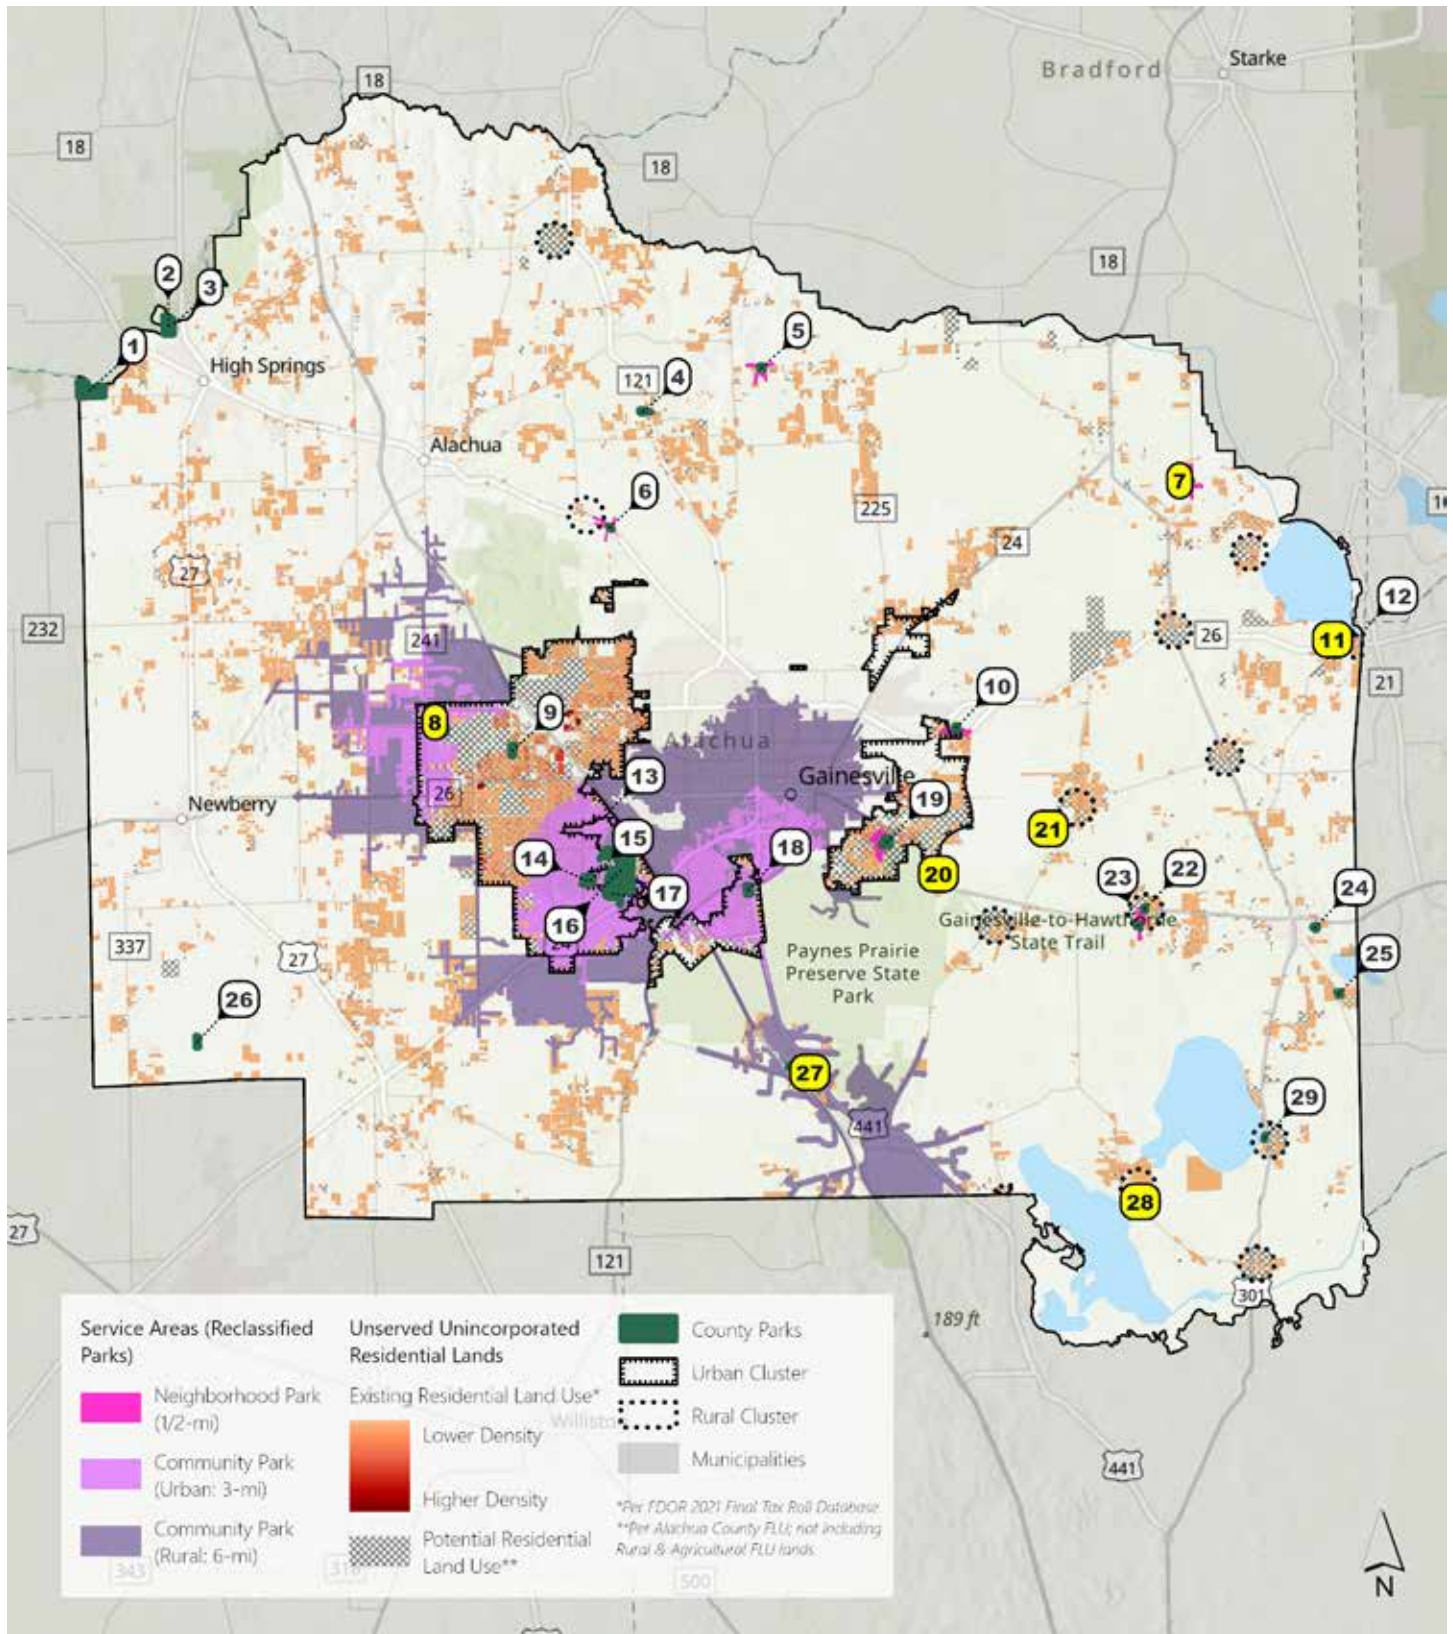 Starke
Bradford
18
18
18
18
2
3
1
High Springs
5
121
4
Alachua
7
6
225
16
24
27
12
232
241
26
11
21
10
8
9
Alachua
13
Gainesville
26
19
Newberry
21
15
18
14
20
22
23
24
17
16
Gainesville-to-Hawthorne
State Trail
337
27
Paynes Prairie
Preserve State
Park
25
26
27
441
29
28
27
121
301
189 ft
Service Areas (Reclassified
Parks)
Neighborhood Park
(1/2-mi)
Community Park
(Urban: 3-mi)
Community Park
(Rural: 6-mi)
Unserved Unincorporated
Residential Lands
Existing Residential Land Use*
Lower Density
Higher Density
Potential Residential
Land Use**
County Parks
Urban Cluster
Rural Cluster
Municipalities
*Per FDOR 2021 Final Tax Roll Database.
**Per Alachua County FLU; not including
Rural & Agricultural FLU lands.
Williston
441
343
500
N